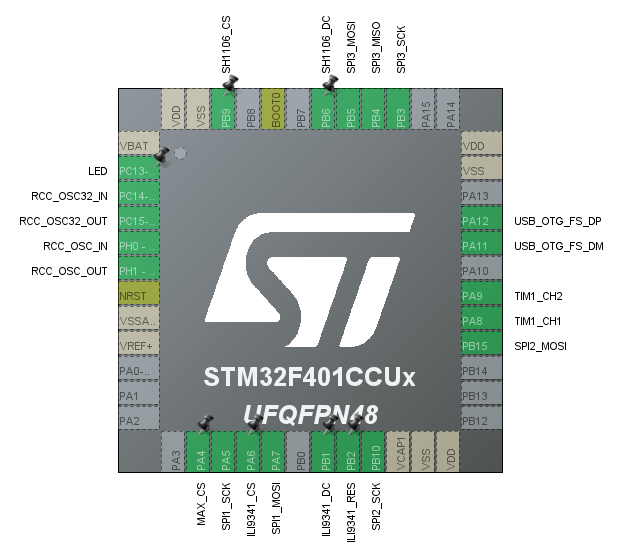 SH1106_CS
SH1106_DC
SPI3_MOSI
SPI3_MISO
SPI3_SCK
VDD
VSS
PB9
PB8
BOOT0
PB7
PB6
PB5
PB4
PB3
PA15
PA14
VBAT
LED
PC13-..
RCC_OSC32_IN
PC14-..
RCC_OSC32_OUT
PC15-..
RCC_OSC_IN
PH0 -..
RCC_OSC_OUT
PH1 -..
NRST
VSSA..
VREF+
PA0-..
PA1
PA2
VDD
VSS
PA13
PA12
USB_OTG_FS_DP
PA11
USB_OTG_FS_DM
PA10
PA9
TIM1_CH2
PA8
TIM1_CH1
PB15
SPI2_MOSI
PB14
PB13
PB12
ST
STM32F401CCUx
UFQFPN48
PA3
PA4
PA5
PA6
PA7
PB0
PB1
PB2
PB10
VCAP1
VSS
VDD
MAX_CS
SPI1_SCK
ILI9341_CS
SPI1_MOSI
ILI9341_DC
ILI9341_RES
SPI2_SCK